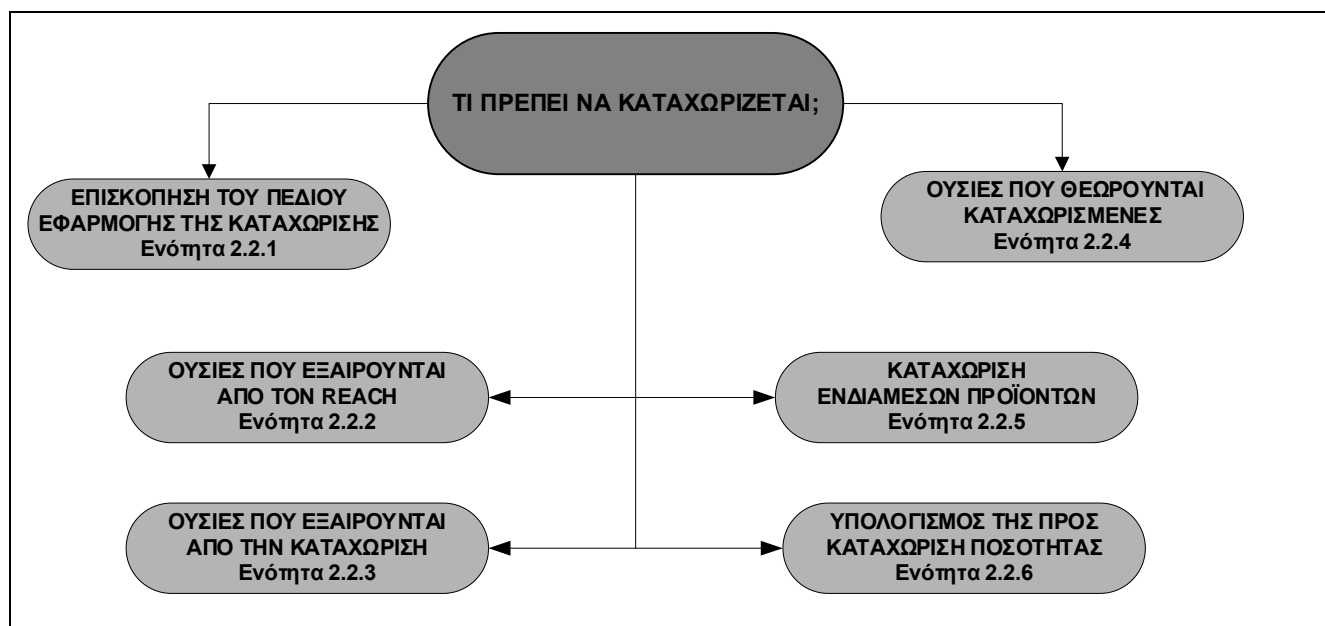 ΤΙ ΠΡΕΠΕΙ ΝΑ ΚΑΤΑΧΩΡΙΖΕΤΑΙ;
ΕΠΙΣΚΟΠΗΣΗ ΤΟΥ ΠΕΔΙΟΥ
ΕΦΑΡΜΟΓΗΣ ΤΗΣ ΚΑΤΑΧΩΡΙΣΗΣ
Ενότητα 2.2.1
ΟΥΣΙΕΣ ΠΟΥ ΘΕΩΡΟΥΝΤΑΙ
ΚΑΤΑΧΩΡΙΣΜΕΝΕΣ
Ενότητα 2.2.4
ΟΥΣΙΕΣ ΠΟΥ ΕΞΑΙΡΟΥΝΤΑΙ
ΑΠΟ ΤΟΝ REACH
Ενότητα 2.2.2
ΚΑΤΑΧΩΡΙΣΗ
ΕΝΔΙΑΜΕΣΩΝ ΠΡΟΪΟΝΤΩΝ
Ενότητα 2.2.5
ΟΥΣΙΕΣ ΠΟΥ ΕΞΑΙΡΟΥΝΤΑΙ
ΑΠΟ ΤΗΝ ΚΑΤΑΧΩΡΙΣΗ
Ενότητα 2.2.3
ΥΠΟΛΟΓΙΣΜΟΣ ΤΗΣ ΠΡΟΣ
ΚΑΤΑΧΩΡΙΣΗ ΠΟΣΟΤΗΤΑΣ
Ενότητα 2.2.6